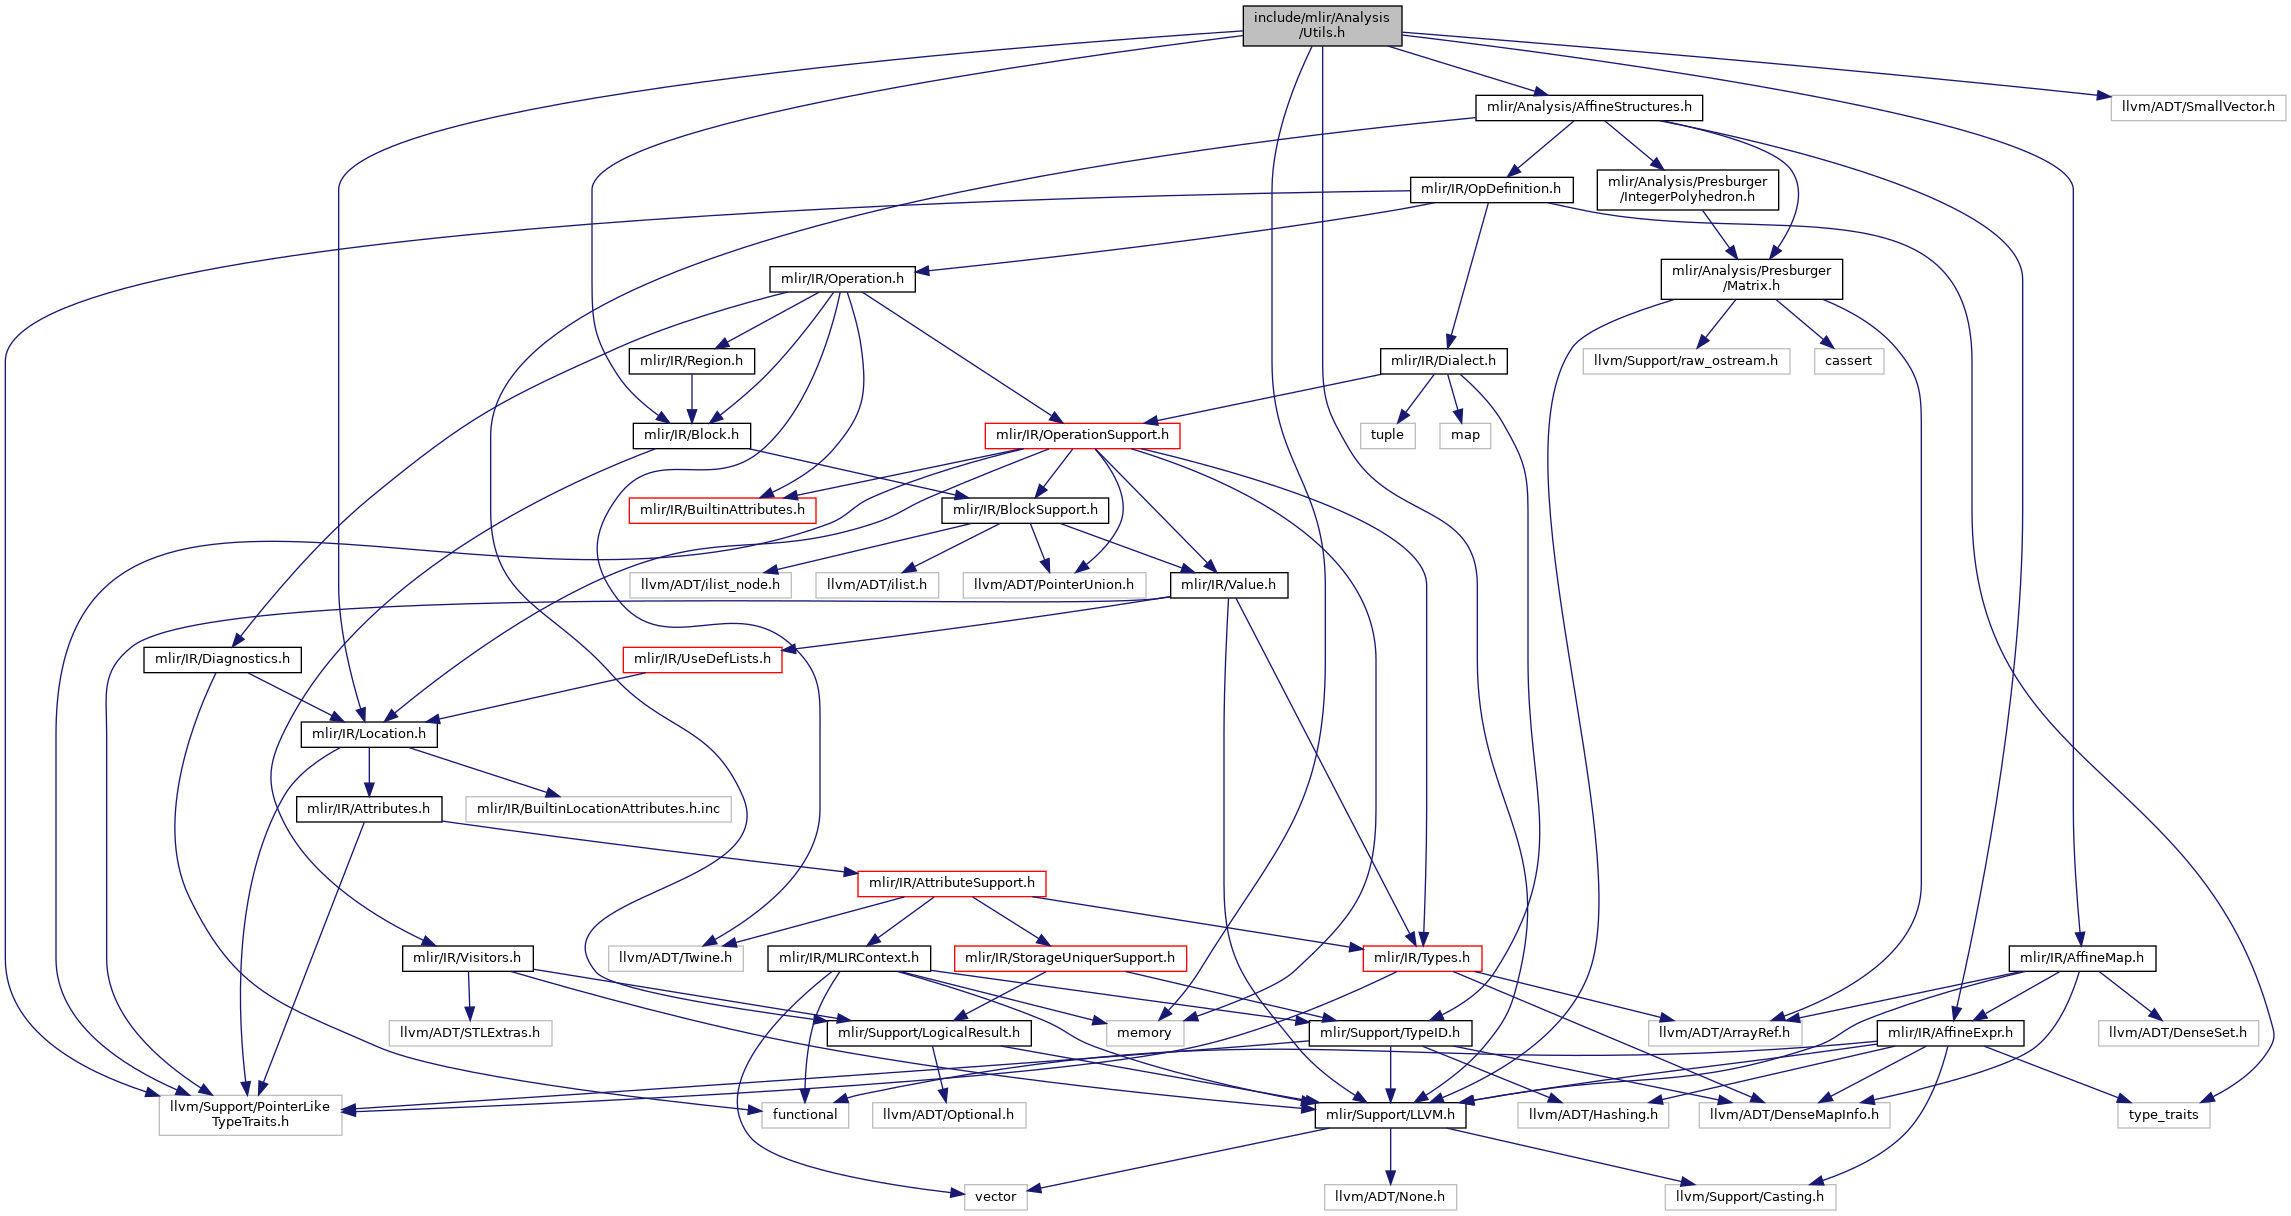 include/mlir/Analysis
/Utils.h
mlir/Analysis/AffineStructures.h
llvm/ADT/SmallVector.h
mlir/IR/OpDefinition.h
mlir/Analysis/Presburger
/IntegerPolyhedron.h
mlir/IR/Operation.h
mlir/Analysis/Presburger
/Matrix.h
mlir/IR/Region.h
mlir/IR/Dialect.h
llvm/Support/raw_ostream.h
cassert
mlir/IR/Block.h
mlir/IR/OperationSupport.h
tuple
map
mlir/IR/BuiltinAttributes.h
mlir/IR/BlockSupport.h
llvm/ADT/ilist_node.h
llvm/ADT/ilist.h
llvm/ADT/PointerUnion.h
mlir/IR/Value.h
mlir/IR/Diagnostics.h
mlir/IR/UseDefLists.h
mlir/IR/Location.h
mlir/IR/Attributes.h
mlir/IR/BuiltinLocationAttributes.h.inc
mlir/IR/AttributeSupport.h
mlir/IR/Visitors.h
llvm/ADT/Twine.h
mlir/IR/MLIRContext.h
mlir/IR/StorageUniquerSupport.h
mlir/IR/Types.h
mlir/IR/AffineMap.h
llvm/ADT/STLExtras.h
mlir/Support/LogicalResult.h
memory
mlir/Support/TypeID.h
llvm/ADT/ArrayRef.h
mlir/IR/AffineExpr.h
llvm/ADT/DenseSet.h
llvm/Support/PointerLike
TypeTraits.h
functional
llvm/ADT/Optional.h
mlir/Support/LLVM.h
llvm/ADT/Hashing.h
llvm/ADT/DenseMapInfo.h
type_traits
vector
llvm/ADT/None.h
llvm/Support/Casting.h